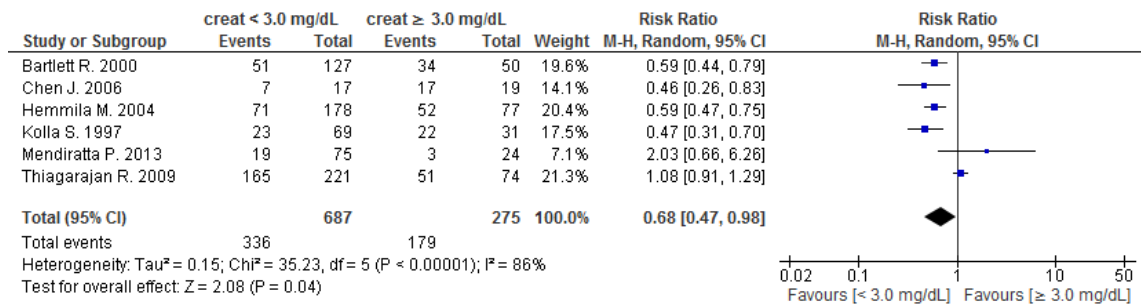 creat < 3.0 mg/dL creat ≥ 3.0 mg/dL Risk Ratio Risk Ratio
Study or Subgroup Events Total Events Total Weight M-H, Random, 95% CI M-H, Random, 95% CI
Bartlett R. 2000 51 127 34 50 19.6% 0.59 [0.44, 0.79]
Chen J. 2006 7 17 17 19 14.1% 0.46 [0.26, 0.83]
Hemmila M. 2004 71 178 52 77 20.4% 0.59 [0.47, 0.75]
Kolla S. 1997 23 69 22 31 17.5% 0.47 [0.31, 0.70]
Mendiratta P. 2013 19 75 3 24 7.1% 2.03 [0.66, 6.26]
Thiagarajan R. 2009 165 221 51 74 21.3% 1.08 [0.91, 1.29]
Total (95% CI) 687 275 100.0% 0.68 [0.47, 0.98]
Total events 336 179
Heterogeneity: Tau² = 0.15; Chi² = 35.23, df = 5 (P < 0.00001); I² = 86%
Test for overall effect: Z = 2.08 (P = 0.04)
0.02 0.1 1 10 50
Favours [< 3.0 mg/dL] Favours [≥ 3.0 mg/dL]